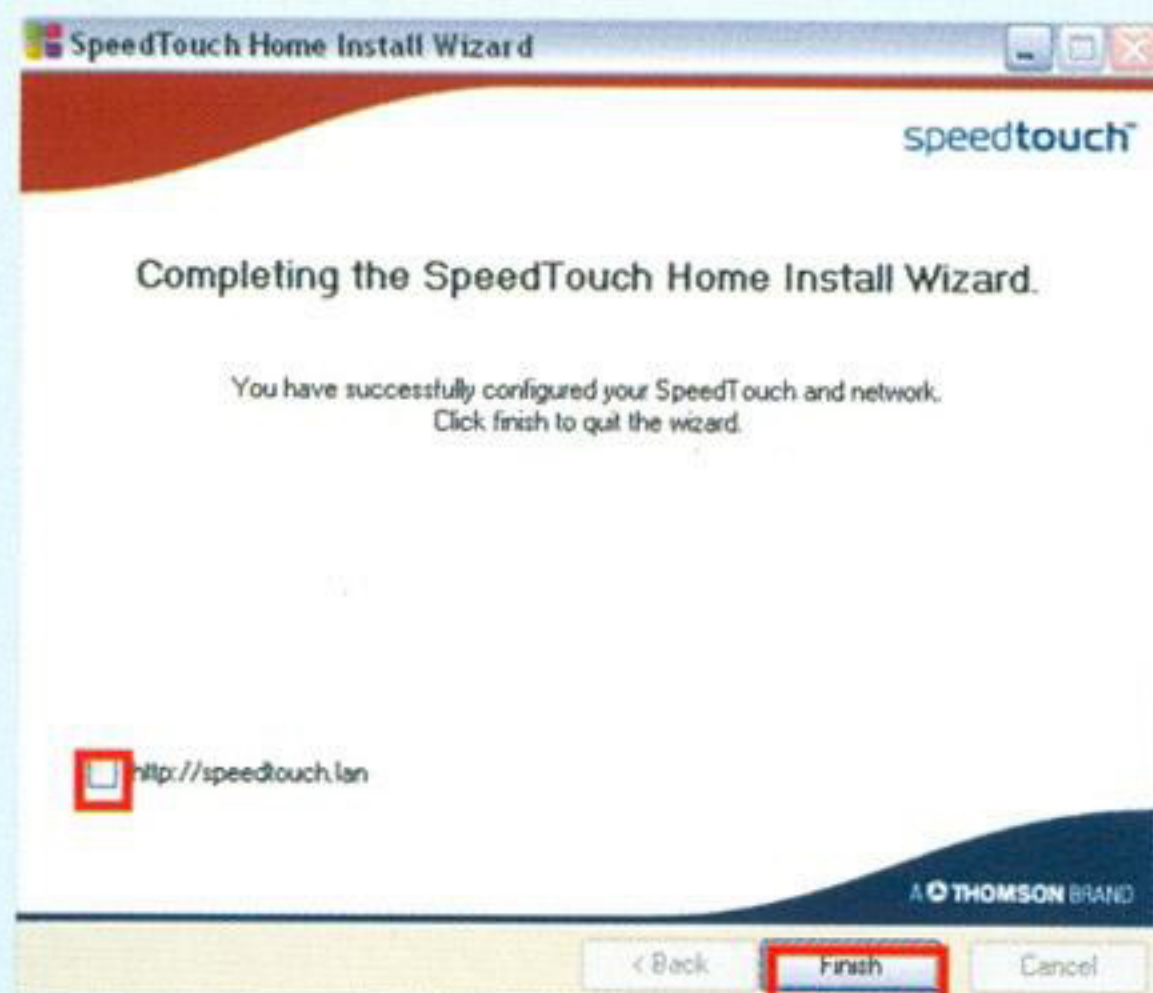 SpeedTouch Home Install Wizard
speedtouch™
Completing the SpeedTouch Home Install Wizard.
You have successfully configured your SpeedTouch and network.
Click finish to quit the wizard.
http://speedtouch.lan
A THOMSON BRAND
< Back Finish Cancel